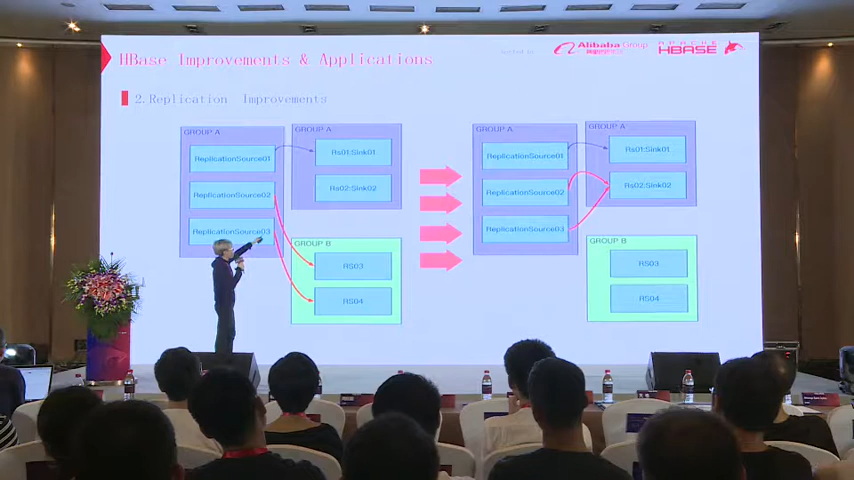 HBase Improvements & Applications
Alibaba Group
APACHE
HBASE
2.Replication Improvements
GROUP A
ReplicationSource01
ReplicationSource02
ReplicationSource03
GROUP A
Rs01:Sink01
Rs02:Sink02
GROUP B
RS03
RS04
GROUP A
ReplicationSource01
ReplicationSource02
ReplicationSource03
GROUP A
Rs01:Sink01
Rs02:Sink02
GROUP B
RS03
RS04